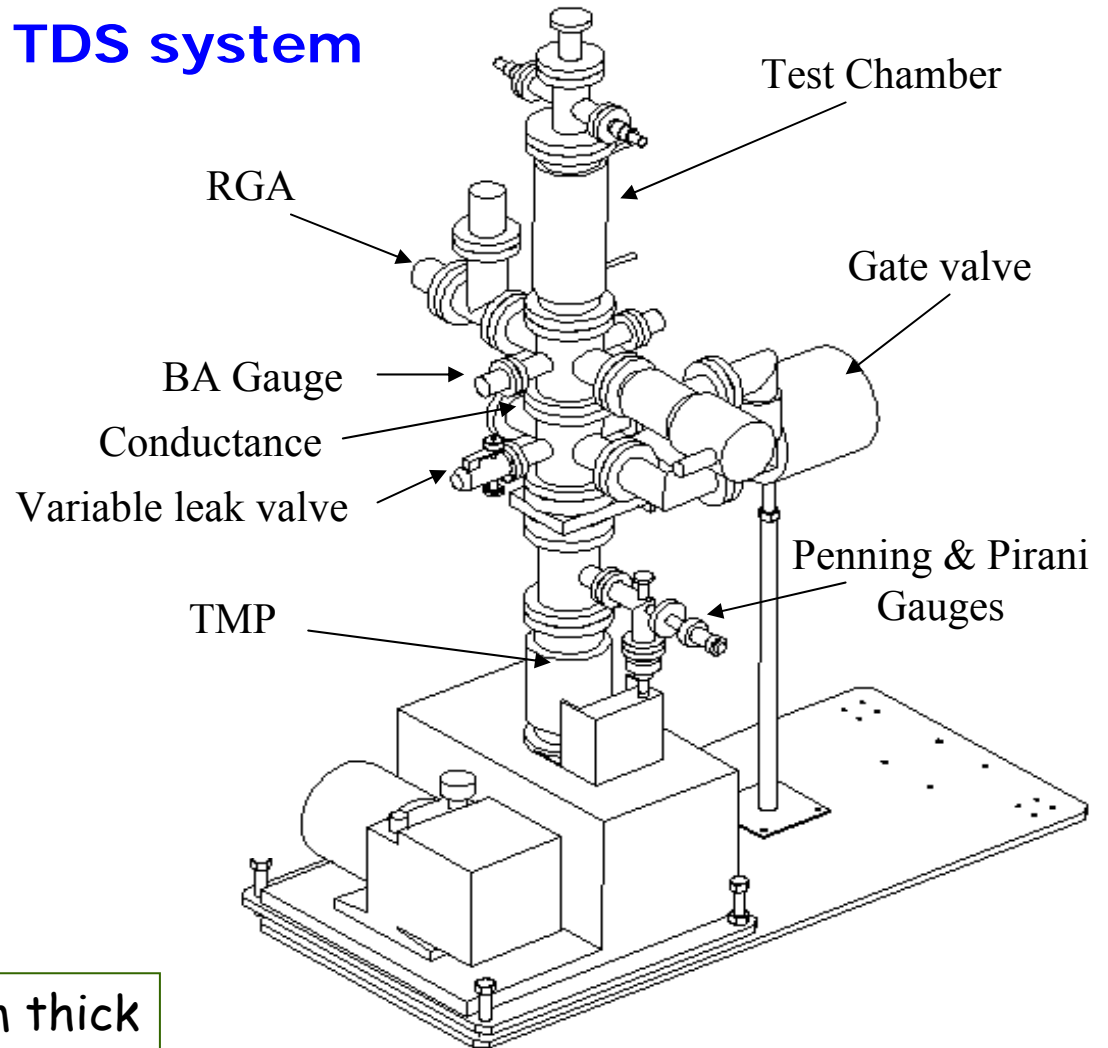 TDS system
Test Chamber
RGA
Gate valve
BA Gauge
Conductance
Variable leak valve
Penning & Pirani
Gauges
TMP
thick